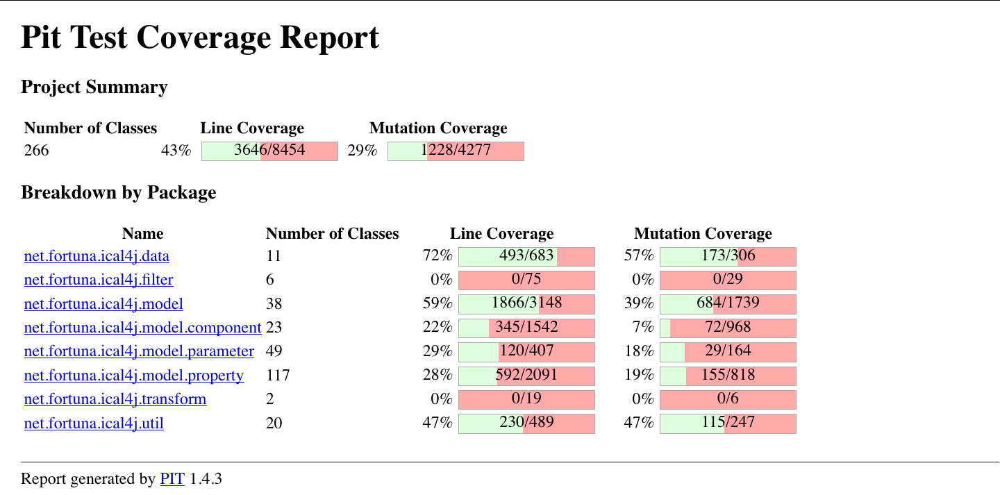 Pit Test Coverage Report
Project Summary
Number of Classes Line Coverage Mutation Coverage
266 43% 3646/8454 29% 1228/4277
Breakdown by Package
Name Number of Classes Line Coverage Mutation Coverage
net.fortuna.ical4j.data 11 72% 493/683 57% 173/306
net.fortuna.ical4j.filter 6 0% 0/75 0% 0/29
net.fortuna.ical4j.model 38 59% 1866/3148 39% 684/1739
net.fortuna.ical4j.model.component 23 22% 345/1542 7% 72/968
net.fortuna.ical4j.model.parameter 49 29% 120/407 18% 29/164
net.fortuna.ical4j.model.property 117 28% 592/2091 19% 155/818
net.fortuna.ical4j.transform 2 0% 0/19 0% 0/6
net.fortuna.ical4j.util 20 47% 230/489 47% 115/247
Report generated by PIT 1.4.3